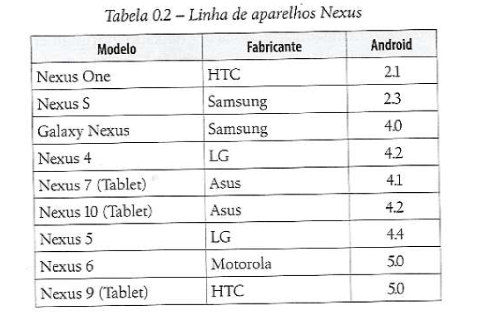 Tabela 0.2 – Linha de aparelhos Nexus
Modelo Fabricante Android
Nexus One HTC 2.1
Nexus S Samsung 2.3
Galaxy Nexus Samsung 4.0
Nexus 4 LG 4.2
Nexus 7 (Tablet) Asus 4.1
Nexus 10 (Tablet) Asus 4.2
Nexus 5 LG 4.4
Nexus 6 Motorola 5.0
Nexus 9 (Tablet) HTC 5.0